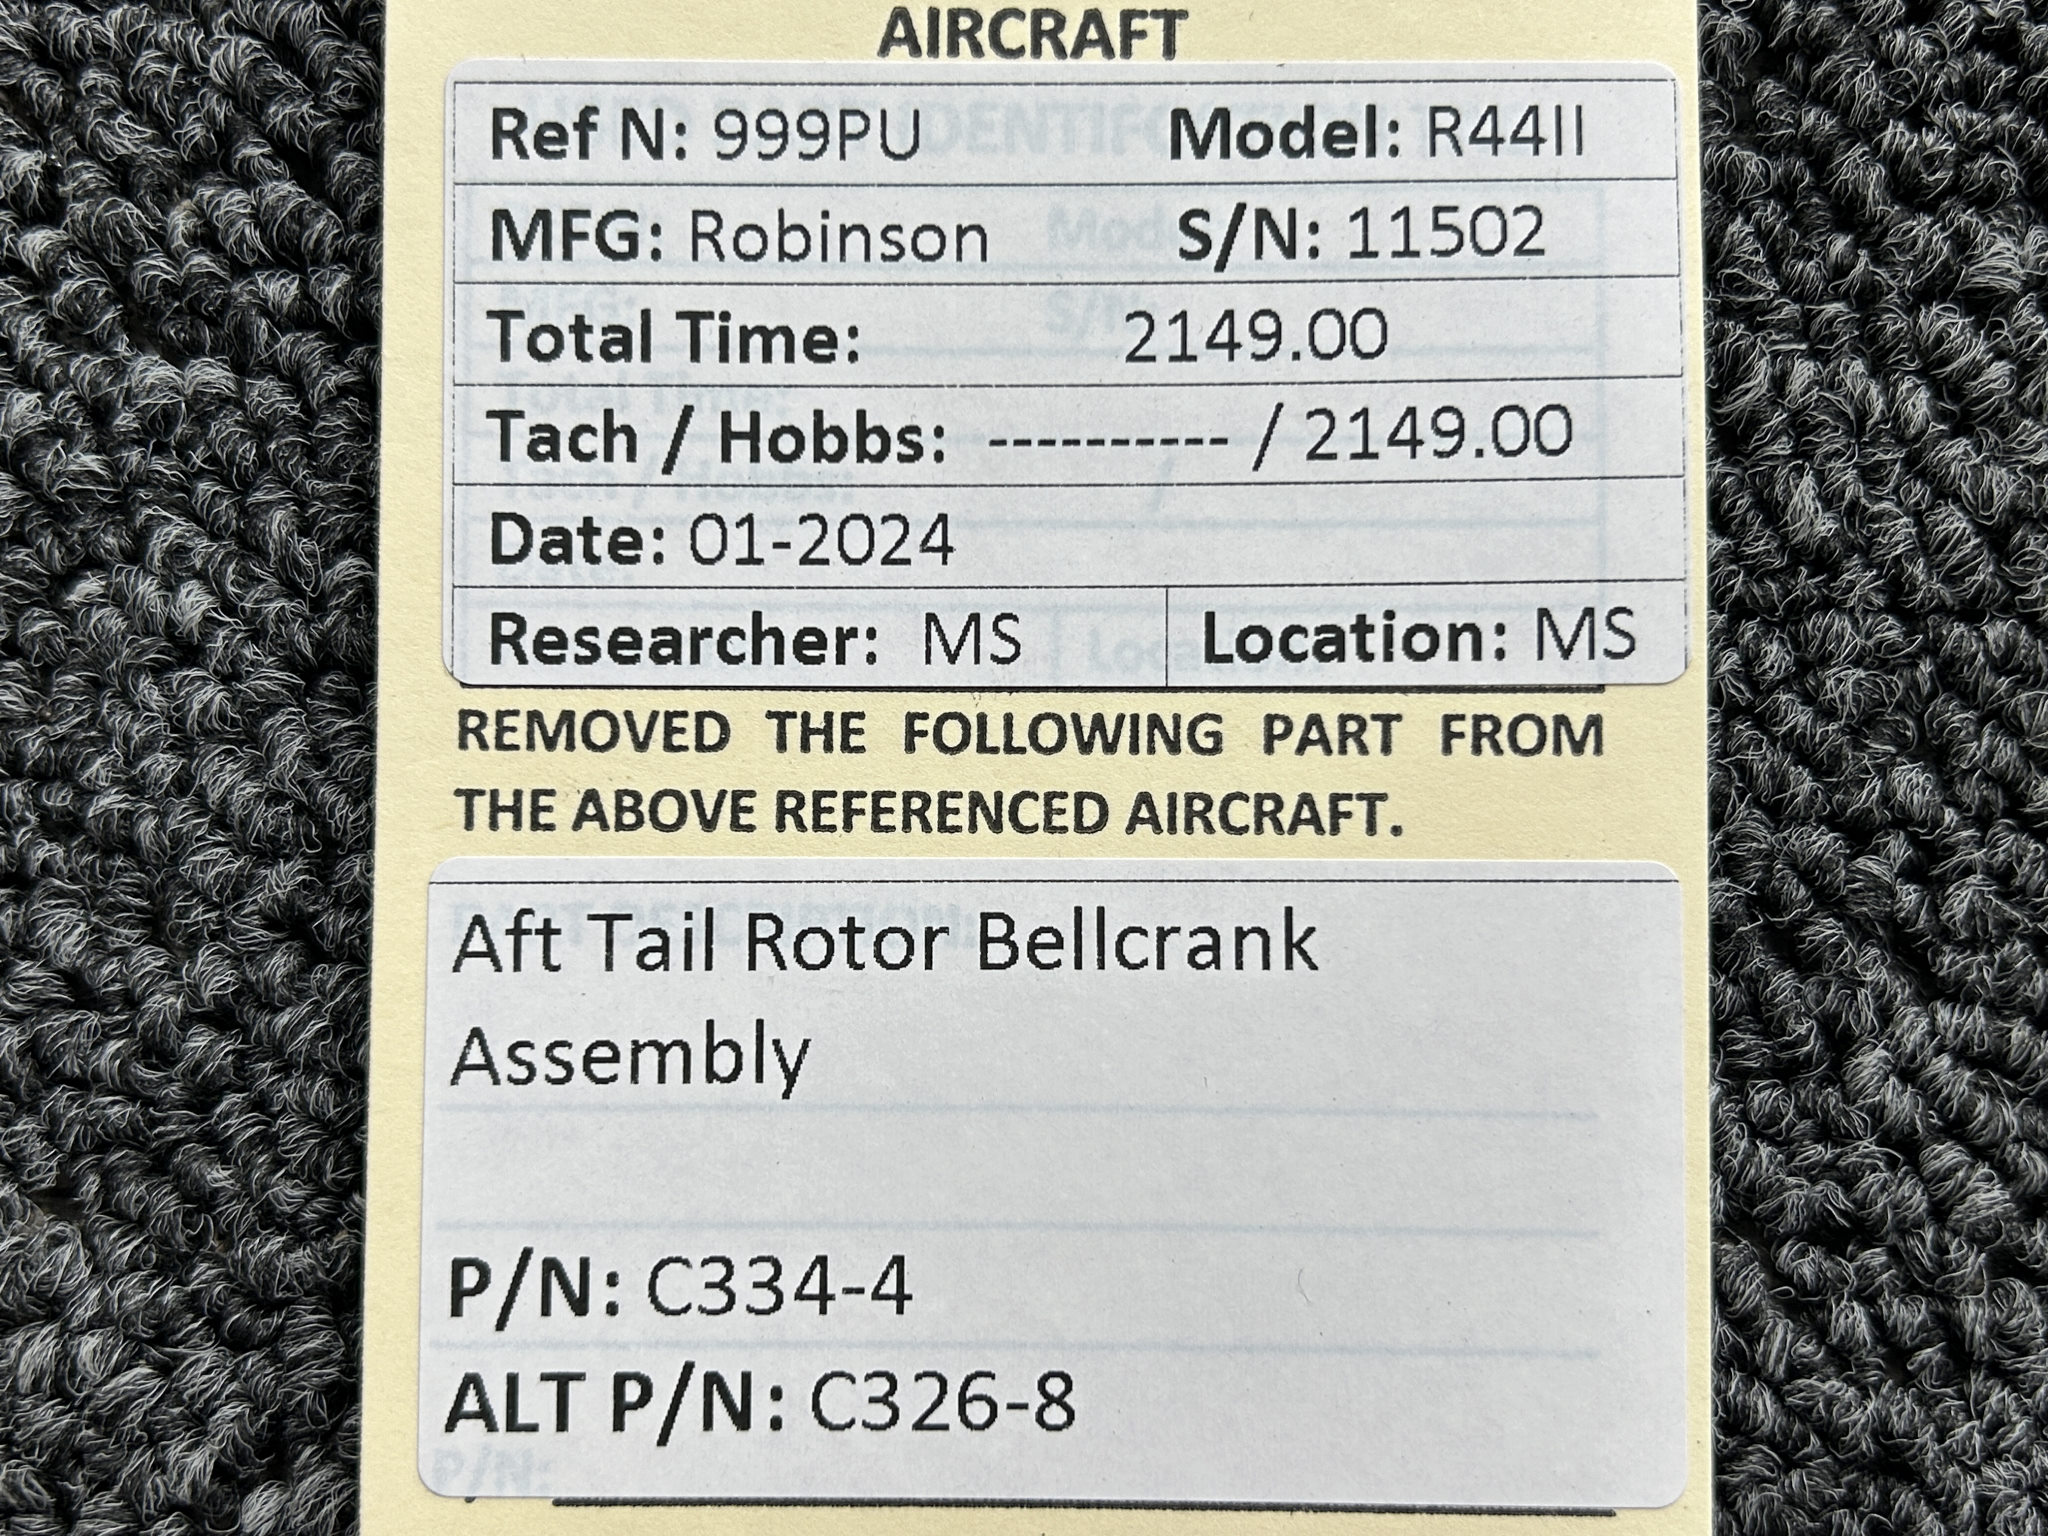 AIRCRAFT
Ref N: 999PU Model: R44II
MFG: Robinson S/N: 11502
Total Time: 2149.00
Tach / Hobbs: ---------- / 2149.00
Date: 01-2024
Researcher: MS Location: MS
REMOVED THE FOLLOWING PART FROM
THE ABOVE REFERENCED AIRCRAFT.
Aft Tail Rotor Bellcrank
Assembly
P/N: C334-4
ALT P/N: C326-8
P/N: